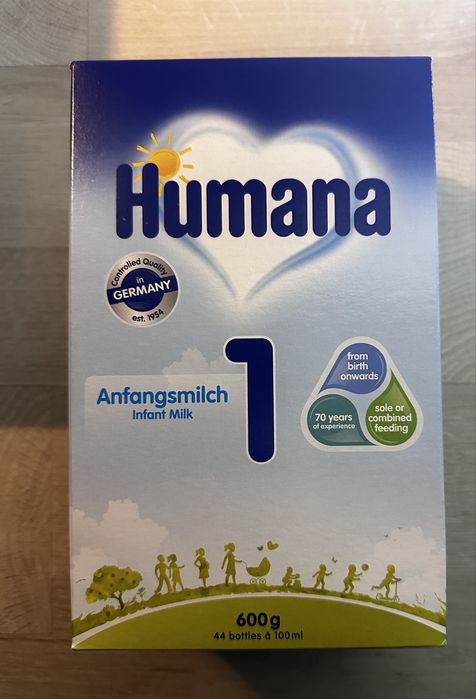 Humana
Controlled Quality
in
GERMANY
est. 1954
1
Anfangsmilch
Infant Milk
from
birth
onwards
70 years
of experience
sole or
combined
feeding
600g
44 bottles à 100ml